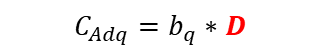 C_Adq = b_q * D